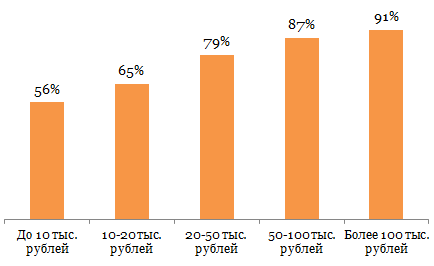 56%
65%
79%
87%
91%
До 10 тыс.
рублей
10-20 тыс.
рублей
20-50 тыс.
рублей
50-100 тыс.
рублей
Более 100 тыс.
рублей